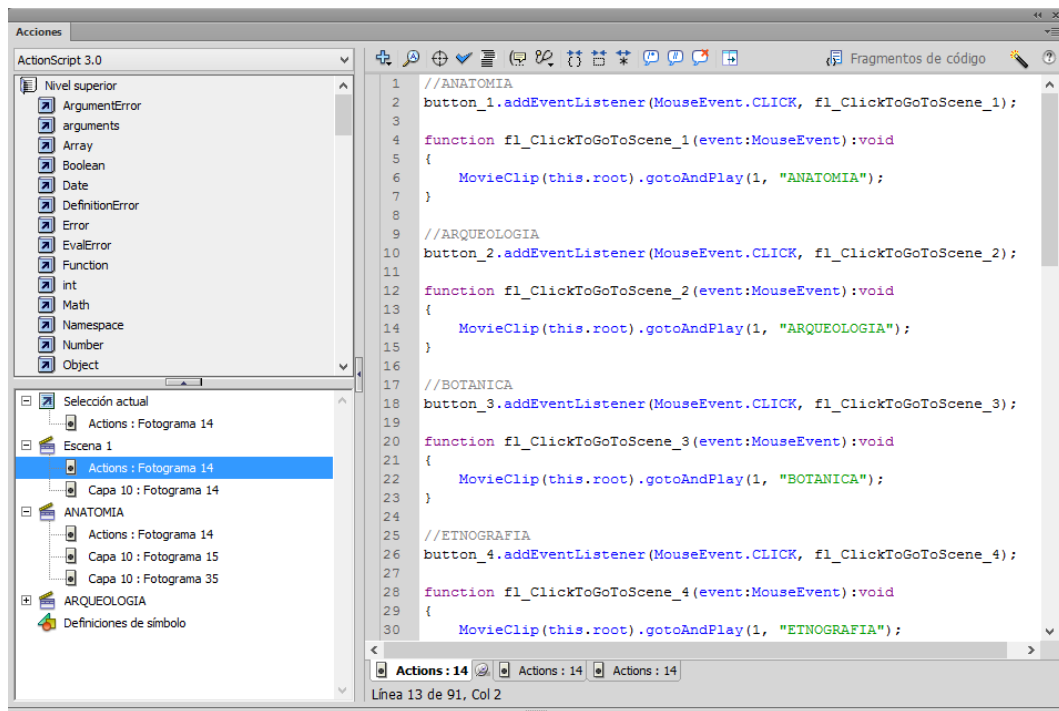 Acciones
ActionScript 3.0
Nivel superior
ArgumentError
arguments
Array
Boolean
Date
DefinitionError
Error
EvalError
Function
int
Math
Namespace
Number
Object
Selección actual
Actions : Fotograma 14
Escena 1
Actions : Fotograma 14
Capa 10 : Fotograma 14
ANATOMIA
Actions : Fotograma 14
Capa 10 : Fotograma 15
Capa 10 : Fotograma 35
ARQUEOLOGIA
Definiciones de símbolo
Fragmentos de código
1 //ANATOMIA
2 button_1.addEventListener(MouseEvent.CLICK, fl_ClickToGoToScene_1);
3
4 function fl_ClickToGoToScene_1(event:MouseEvent):void
5 {
6 MovieClip(this.root).gotoAndPlay(1, "ANATOMIA");
7 }
8
9 //ARQUEOLOGIA
10 button_2.addEventListener(MouseEvent.CLICK, fl_ClickToGoToScene_2);
11
12 function fl_ClickToGoToScene_2(event:MouseEvent):void
13 {
14 MovieClip(this.root).gotoAndPlay(1, "ARQUEOLOGIA");
15 }
16
17 //BOTANICA
18 button_3.addEventListener(MouseEvent.CLICK, fl_ClickToGoToScene_3);
19
20 function fl_ClickToGoToScene_3(event:MouseEvent):void
21 {
22 MovieClip(this.root).gotoAndPlay(1, "BOTANICA");
23 }
24
25 //ETNOGRAFIA
26 button_4.addEventListener(MouseEvent.CLICK, fl_ClickToGoToScene_4);
27
28 function fl_ClickToGoToScene_4(event:MouseEvent):void
29 {
30 MovieClip(this.root).gotoAndPlay(1, "ETNOGRAFIA");
Actions : 14 Actions : 14 Actions : 14
Línea 13 de 91, Col 2